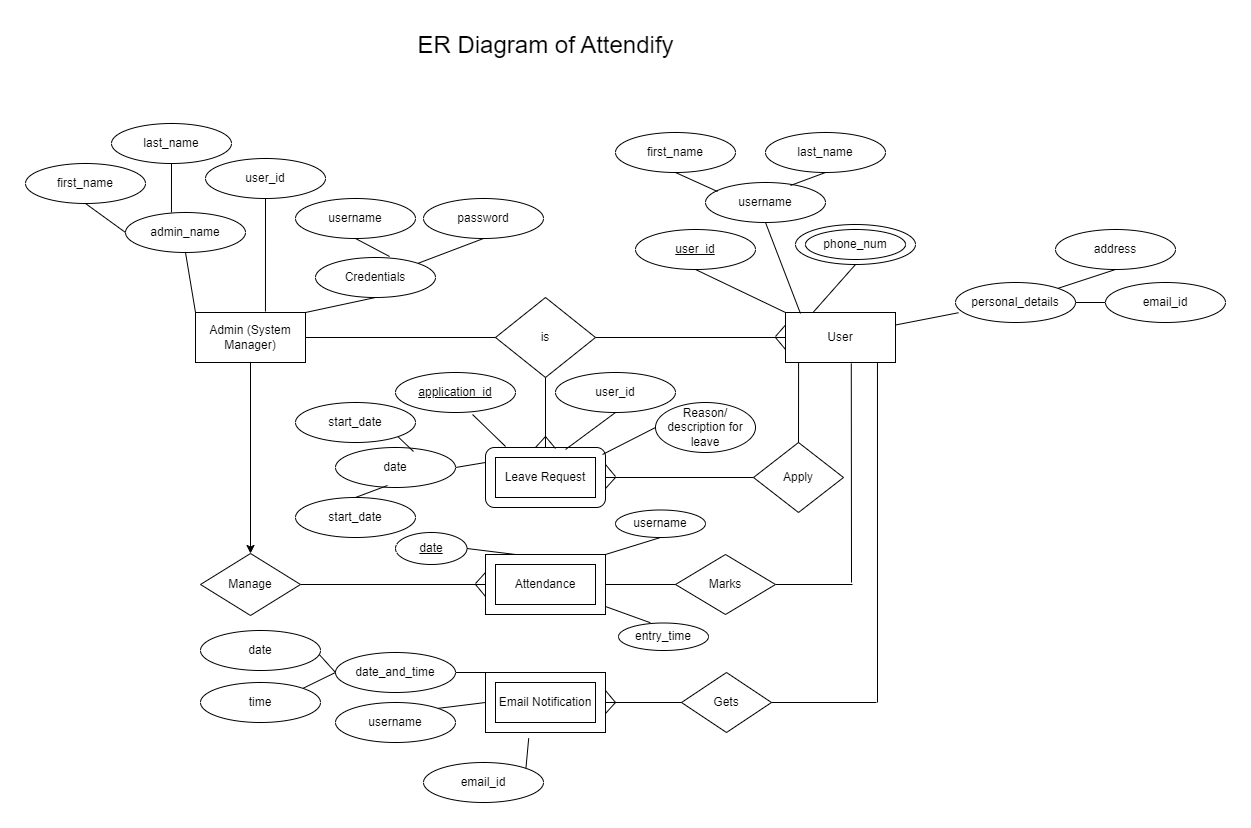 ER Diagram of Attendify
last_name
first_name
user_id
admin_name
username
password
Credentials
Admin (System
Manager)
is
first_name
last_name
username
user_id
phone_num
address
personal_details
email_id
User
application_id
user_id
start_date
Reason/
description for
leave
date
Leave Request
Apply
start_date
username
date
Manage
Attendance
Marks
entry_time
date
date_and_time
time
Email Notification
Gets
username
email_id